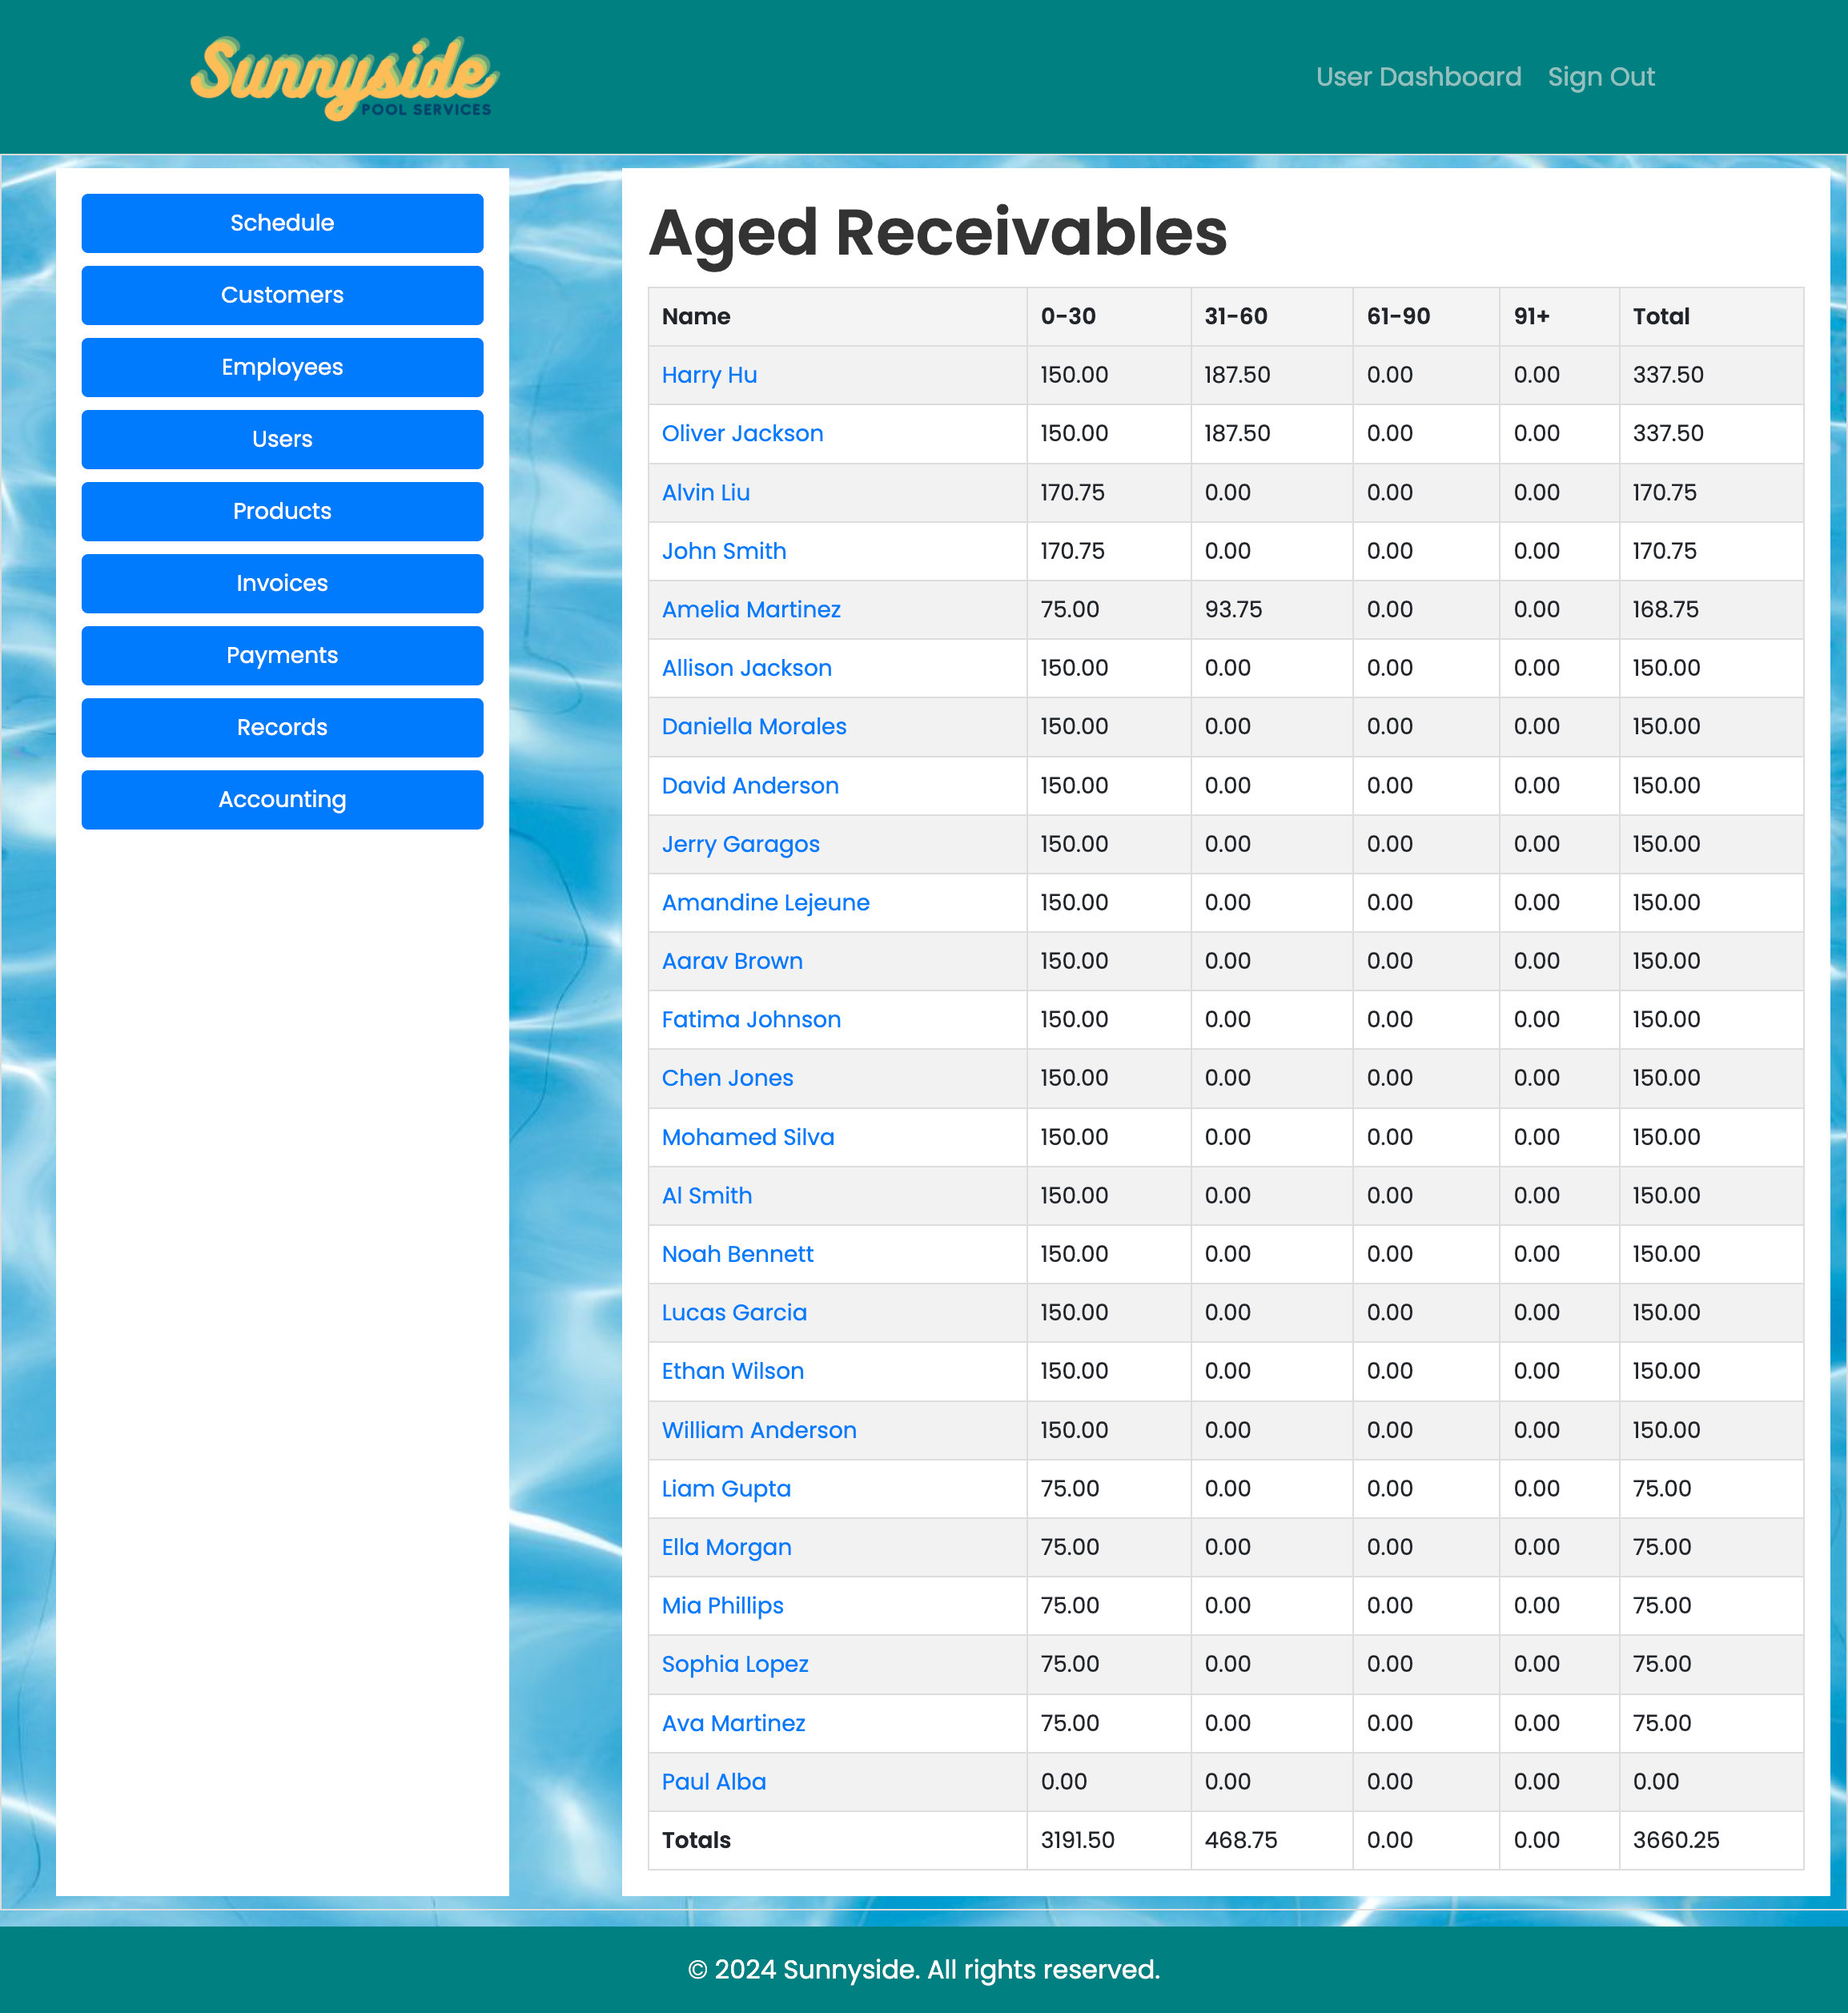 Sunnyside
POOL SERVICES
User Dashboard Sign Out
Schedule
Customers
Employees
Users
Products
Invoices
Payments
Records
Accounting
Aged Receivables
Name 0-30 31-60 61-90 91+ Total
Harry Hu 150.00 187.50 0.00 0.00 337.50
Oliver Jackson 150.00 187.50 0.00 0.00 337.50
Alvin Liu 170.75 0.00 0.00 0.00 170.75
John Smith 170.75 0.00 0.00 0.00 170.75
Amelia Martinez 75.00 93.75 0.00 0.00 168.75
Allison Jackson 150.00 0.00 0.00 0.00 150.00
Daniella Morales 150.00 0.00 0.00 0.00 150.00
David Anderson 150.00 0.00 0.00 0.00 150.00
Jerry Garagos 150.00 0.00 0.00 0.00 150.00
Amandine Lejeune 150.00 0.00 0.00 0.00 150.00
Aarav Brown 150.00 0.00 0.00 0.00 150.00
Fatima Johnson 150.00 0.00 0.00 0.00 150.00
Chen Jones 150.00 0.00 0.00 0.00 150.00
Mohamed Silva 150.00 0.00 0.00 0.00 150.00
Al Smith 150.00 0.00 0.00 0.00 150.00
Noah Bennett 150.00 0.00 0.00 0.00 150.00
Lucas Garcia 150.00 0.00 0.00 0.00 150.00
Ethan Wilson 150.00 0.00 0.00 0.00 150.00
William Anderson 150.00 0.00 0.00 0.00 150.00
Liam Gupta 75.00 0.00 0.00 0.00 75.00
Ella Morgan 75.00 0.00 0.00 0.00 75.00
Mia Phillips 75.00 0.00 0.00 0.00 75.00
Sophia Lopez 75.00 0.00 0.00 0.00 75.00
Ava Martinez 75.00 0.00 0.00 0.00 75.00
Paul Alba 0.00 0.00 0.00 0.00 0.00
Totals 3191.50 468.75 0.00 0.00 3660.25
© 2024 Sunnyside. All rights reserved.